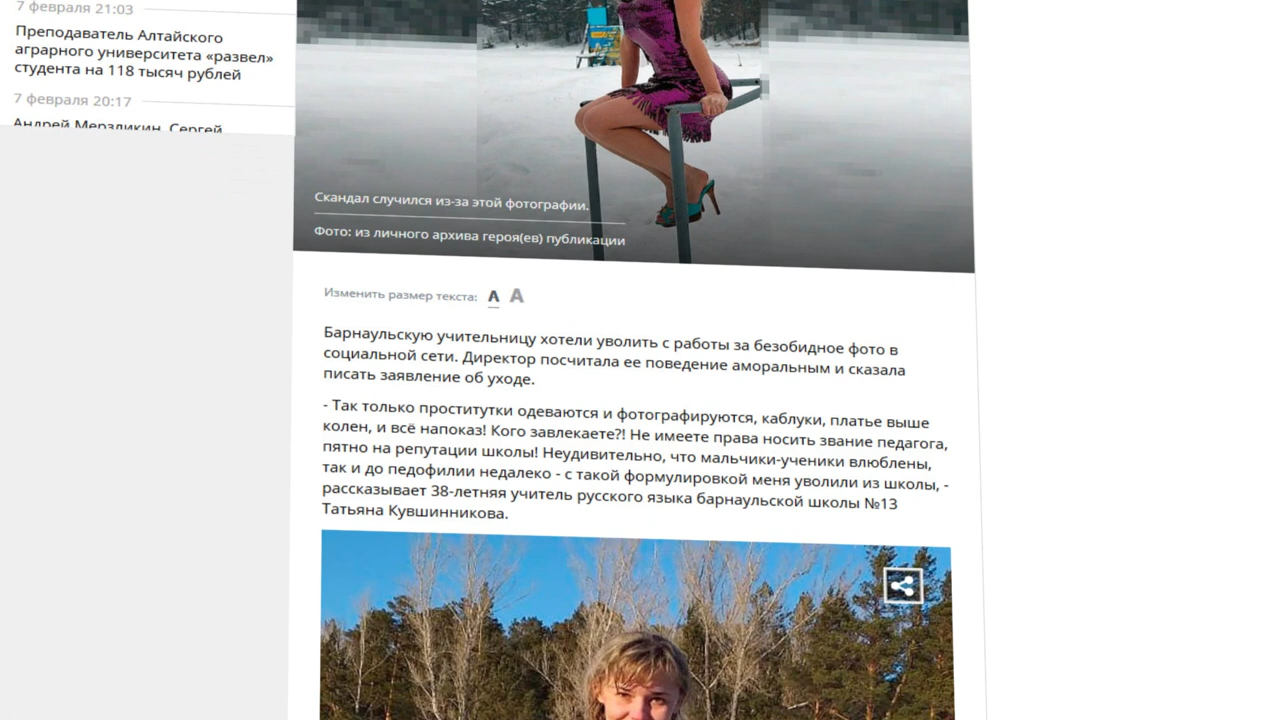 7 февраля 21:03
Преподаватель Алтайского
аграрного университета «развел»
студента на 118 тысяч рублей
7 февраля 20:17
Андрей Мерзликин, Сергей
Скандал случился из-за этой фотографии.
Фото: из личного архива героя(ев) публикации
Изменить размер текста: A A
Барнаульскую учительницу хотели уволить с работы за безобидное фото в
социальной сети. Директор посчитала ее поведение аморальным и сказала
писать заявление об уходе.
- Так только проститутки одеваются и фотографируются, каблуки, платье выше
колен, и всё напоказ! Кого завлекаете?! Не имеете права носить звание педагога,
пятно на репутации школы! Неудивительно, что мальчики-ученики влюблены,
так и до педофилии недалеко - с такой формулировкой меня уволили из школы, -
рассказывает 38-летняя учитель русского языка барнаульской школы №13
Татьяна Кувшинникова.